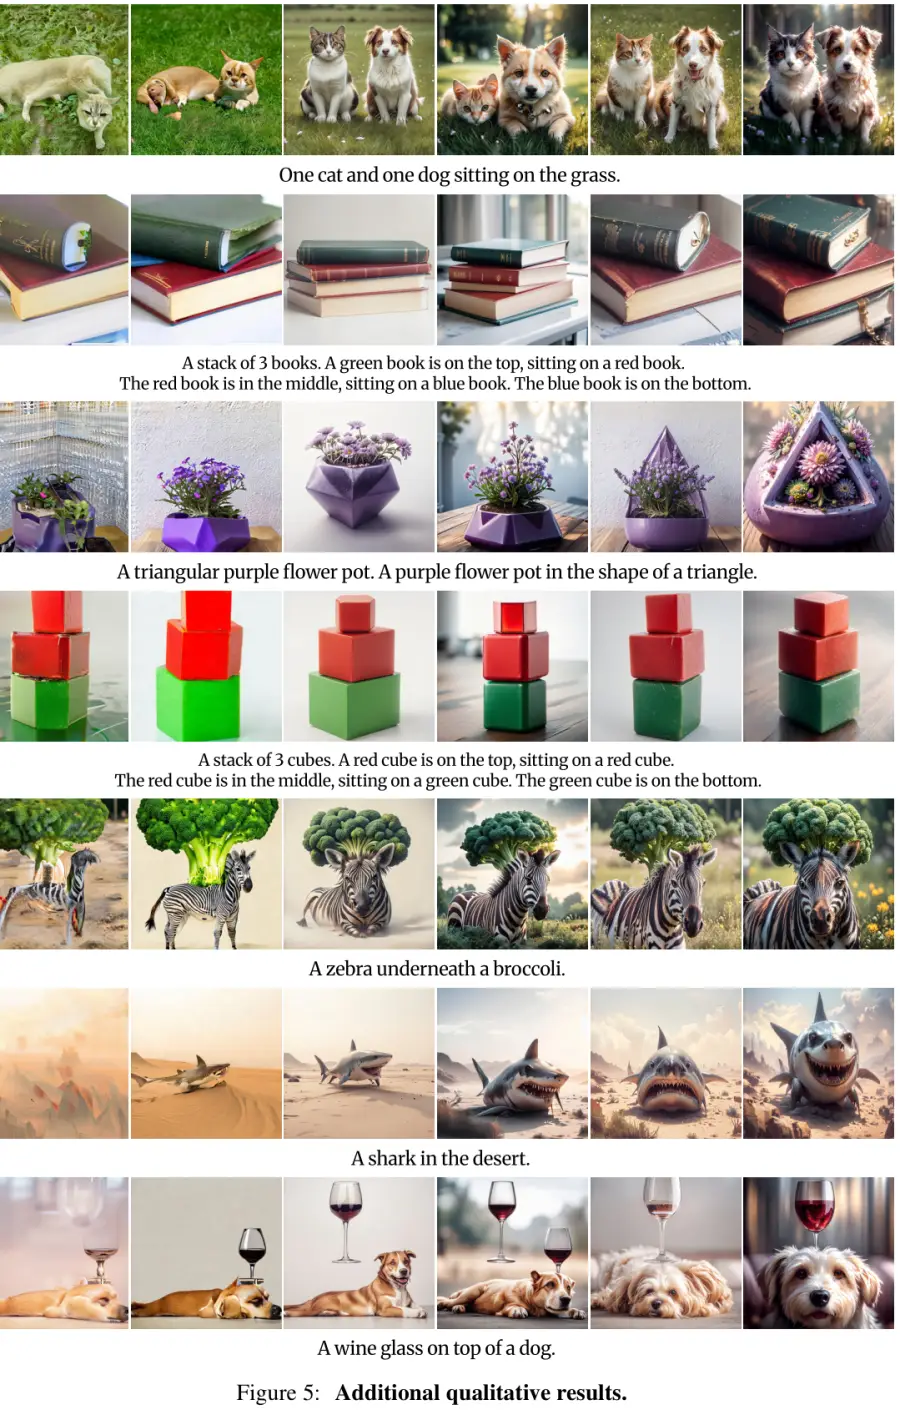 One cat and one dog sitting on the grass.
A stack of 3 books. A green book is on the top, sitting on a red book.
The red book is in the middle, sitting on a blue book. The blue book is on the bottom.
A triangular purple flower pot. A purple flower pot in the shape of a triangle.
A stack of 3 cubes. A red cube is on the top, sitting on a red cube.
The red cube is in the middle, sitting on a green cube. The green cube is on the bottom.
A zebra underneath a broccoli.
A shark in the desert.
A wine glass on top of a dog.
Figure 5: Additional qualitative results.